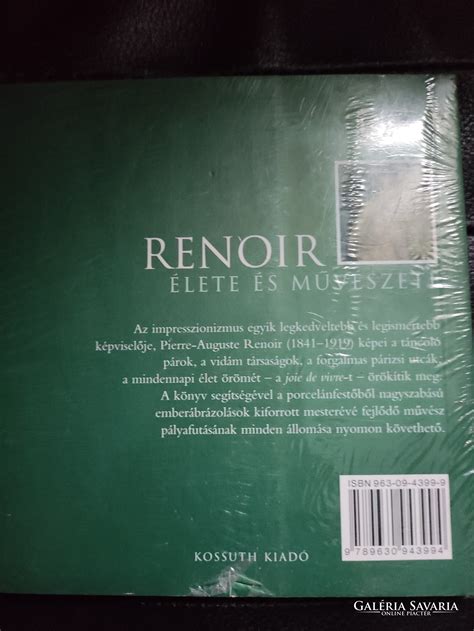 RENOIR
ÉLETE ÉS MŰVÉSZETE
Az impresszionizmus egyik legkedveltebb és legismertebb
képviselője, Pierre-Auguste Renoir (1841–1919) képei a táncoló
párok, a vidám társaságok, a forgalmas párizsi utcák,
a mindennapi élet örömét – a joie de vivre-t – örökítik meg.
A könyv segítségével a porcelánfestőből nagyszabású
emberábrázolások kiforrott mesterévé fejlődő művész
pályafutásának minden állomása nyomon követhető.
ISBN 963-09-4399-9
9 789630 943994
KOSSUTH KIADÓ
GALÉRIA SAVARIA
ONLINE PIACTÉR